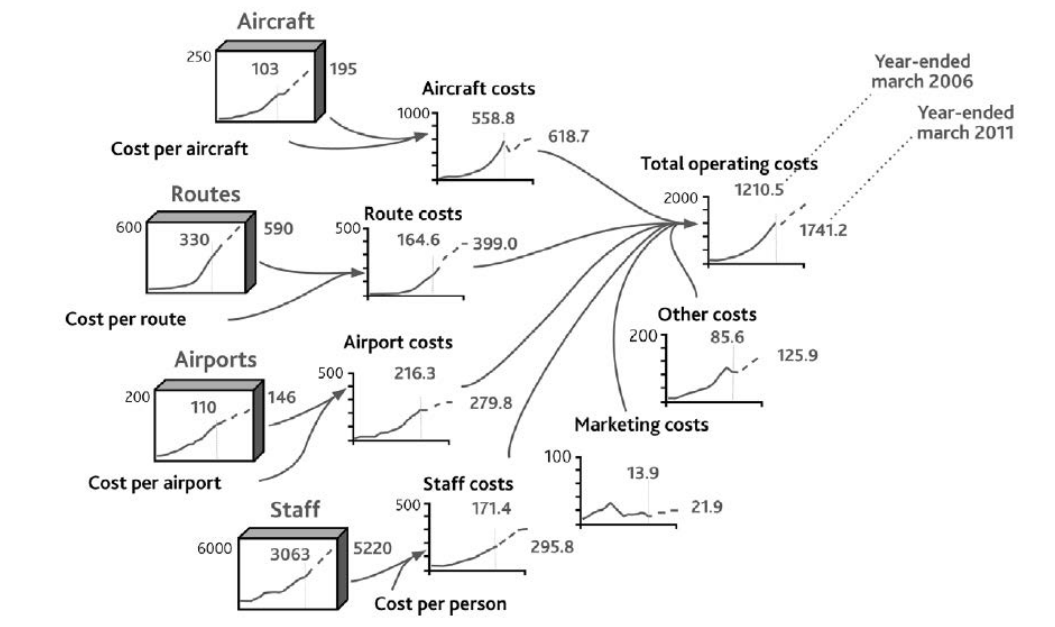 Aircraft
250
103
195
Cost per aircraft
Aircraft costs
1000
558.8
618.7
Year-ended
march 2006
Year-ended
march 2011
Total operating costs
2000
1210.5
1741.2
Routes
600
330
590
Cost per route
Route costs
500
164.6
399.0
Airports
200
110
146
Cost per airport
Airport costs
500
216.3
279.8
Other costs
200
85.6
125.9
Marketing costs
100
13.9
21.9
Staff
6000
3063
5220
Cost per person
Staff costs
500
171.4
295.8